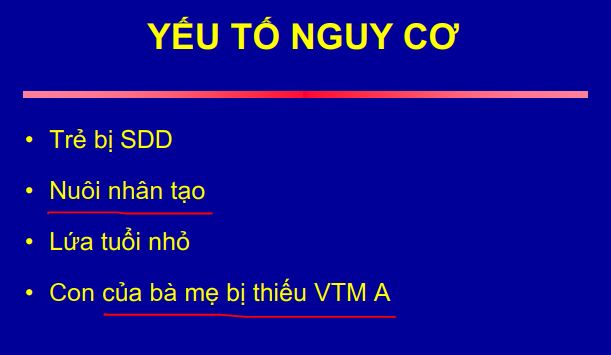 YẾU TỐ NGUY CƠ
• Trẻ bị SDD
• Nuôi nhân tạo
• Lứa tuổi nhỏ
• Con của bà mẹ bị thiếu VTM A